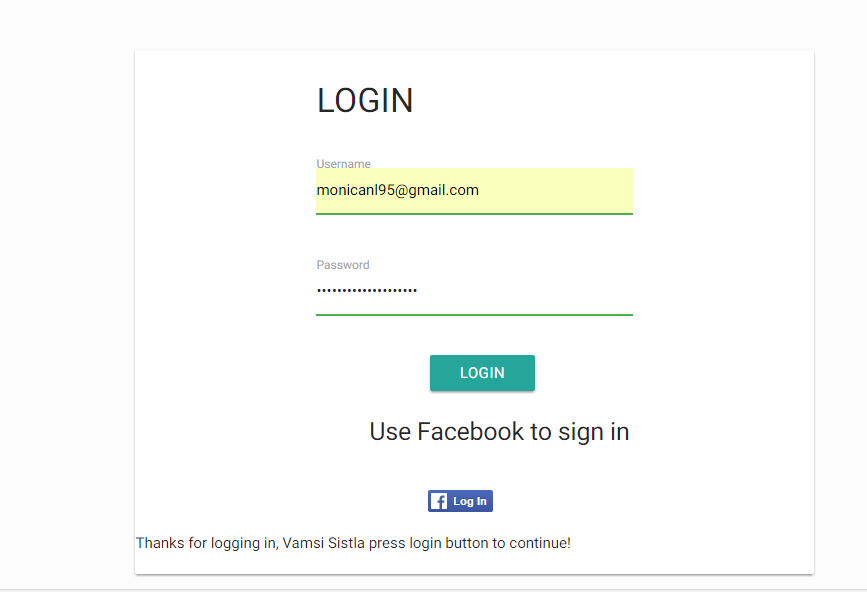 LOGIN
Username
monicanl95@gmail.com
Password
••••••••••••••••••••
LOGIN
Use Facebook to sign in
Log In
Thanks for logging in, Vamsi Sistla press login button to continue!